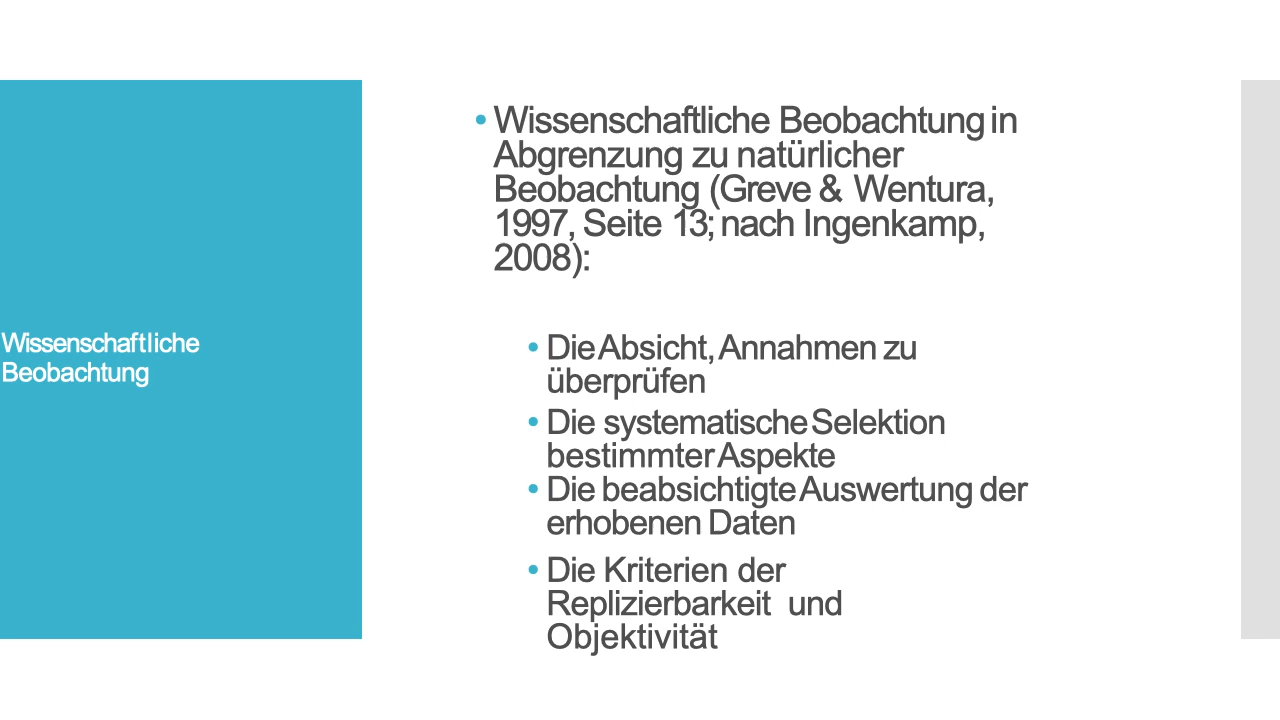 Wissenschaftliche
Beobachtung
• Wissenschaftliche Beobachtung in
Abgrenzung zu natürlicher
Beobachtung (Greve & Wentura,
1997, Seite 13; nach Ingenkamp,
2008):
• Die Absicht, Annahmen zu
überprüfen
• Die systematische Selektion
bestimmter Aspekte
• Die beabsichtigte Auswertung der
erhobenen Daten
• Die Kriterien der
Replizierbarkeit und
Objektivität